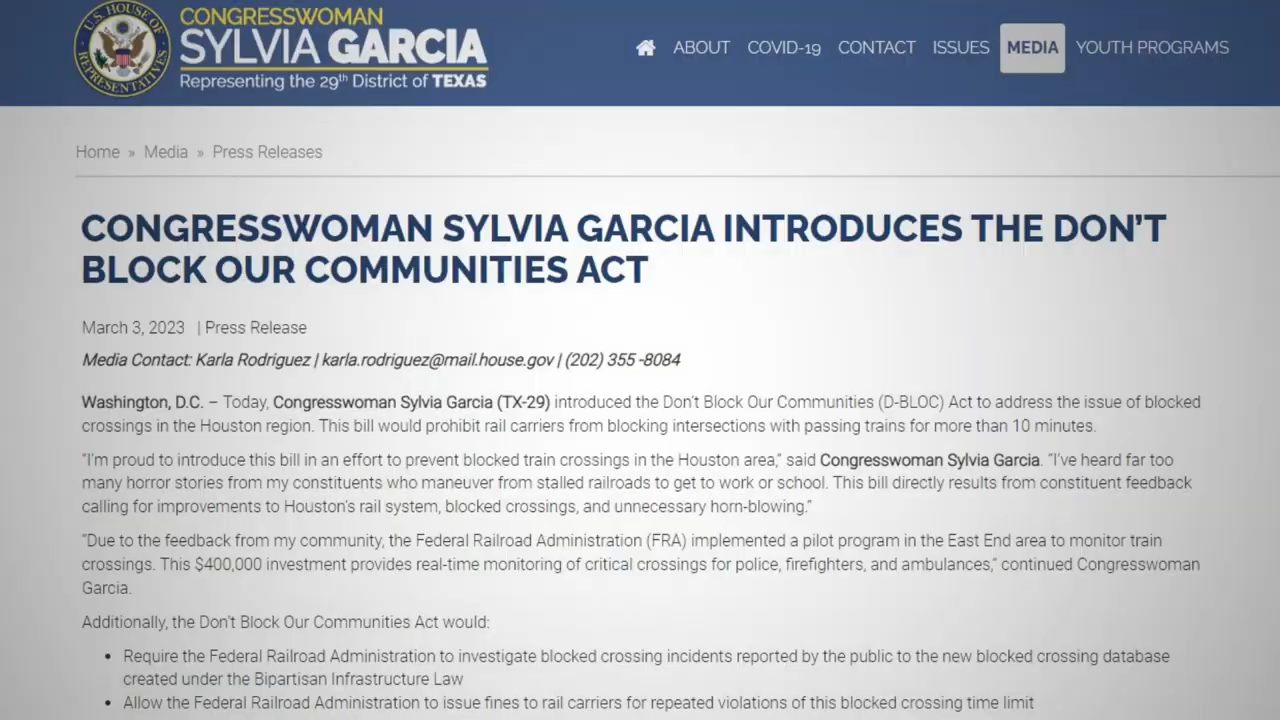 U.S. HOUSE OF
REPRESENTATIVES
CONGRESSWOMAN
SYLVIA GARCIA
Representing the 29th District of TEXAS
ABOUT COVID-19 CONTACT ISSUES MEDIA YOUTH PROGRAMS
Home » Media » Press Releases
CONGRESSWOMAN SYLVIA GARCIA INTRODUCES THE DON'T
BLOCK OUR COMMUNITIES ACT
March 3, 2023 | Press Release
Media Contact: Karla Rodriguez | karla.rodriguez@mail.house.gov | (202) 355 -8084
Washington, D.C. – Today, Congresswoman Sylvia Garcia (TX-29) introduced the Don't Block Our Communities (D-BLOC) Act to address the issue of blocked
crossings in the Houston region. This bill would prohibit rail carriers from blocking intersections with passing trains for more than 10 minutes.
"I'm proud to introduce this bill in an effort to prevent blocked train crossings in the Houston area," said Congresswoman Sylvia Garcia. "I've heard far too
many horror stories from my constituents who maneuver from stalled railroads to get to work or school. This bill directly results from constituent feedback
calling for improvements to Houston's rail system, blocked crossings, and unnecessary horn-blowing."
"Due to the feedback from my community, the Federal Railroad Administration (FRA) implemented a pilot program in the East End area to monitor train
crossings. This $400,000 investment provides real-time monitoring of critical crossings for police, firefighters, and ambulances," continued Congresswoman
Garcia.
Additionally, the Don't Block Our Communities Act would:
• Require the Federal Railroad Administration to investigate blocked crossing incidents reported by the public to the new blocked crossing database
created under the Bipartisan Infrastructure Law
• Allow the Federal Railroad Administration to issue fines to rail carriers for repeated violations of this blocked crossing time limit